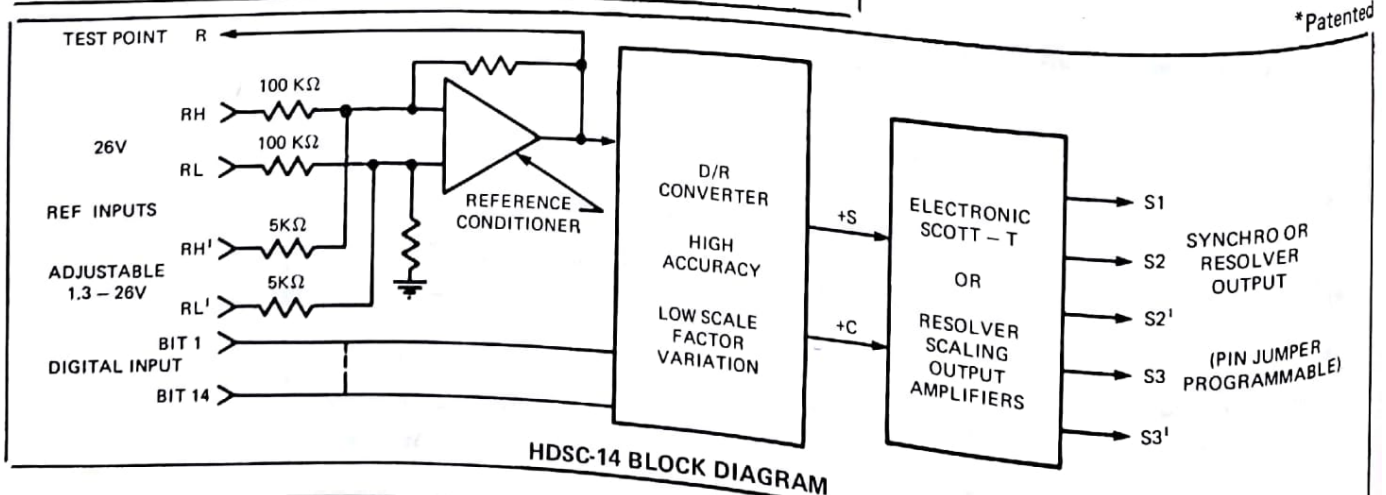 *Patented
TEST POINT R
100 KΩ
RH
26V
100 KΩ
RL
REF INPUTS
5KΩ
RH'
ADJUSTABLE
1.3 – 26V
5KΩ
RL'
BIT 1
DIGITAL INPUT
BIT 14
REFERENCE
CONDITIONER
D/R
CONVERTER
HIGH
ACCURACY
LOW SCALE
FACTOR
VARIATION
+S
+C
ELECTRONIC
SCOTT – T
OR
RESOLVER
SCALING
OUTPUT
AMPLIFIERS
S1
S2
S2'
S3
S3'
SYNCHRO OR
RESOLVER
OUTPUT
(PIN JUMPER
PROGRAMMABLE)
HDSC-14 BLOCK DIAGRAM